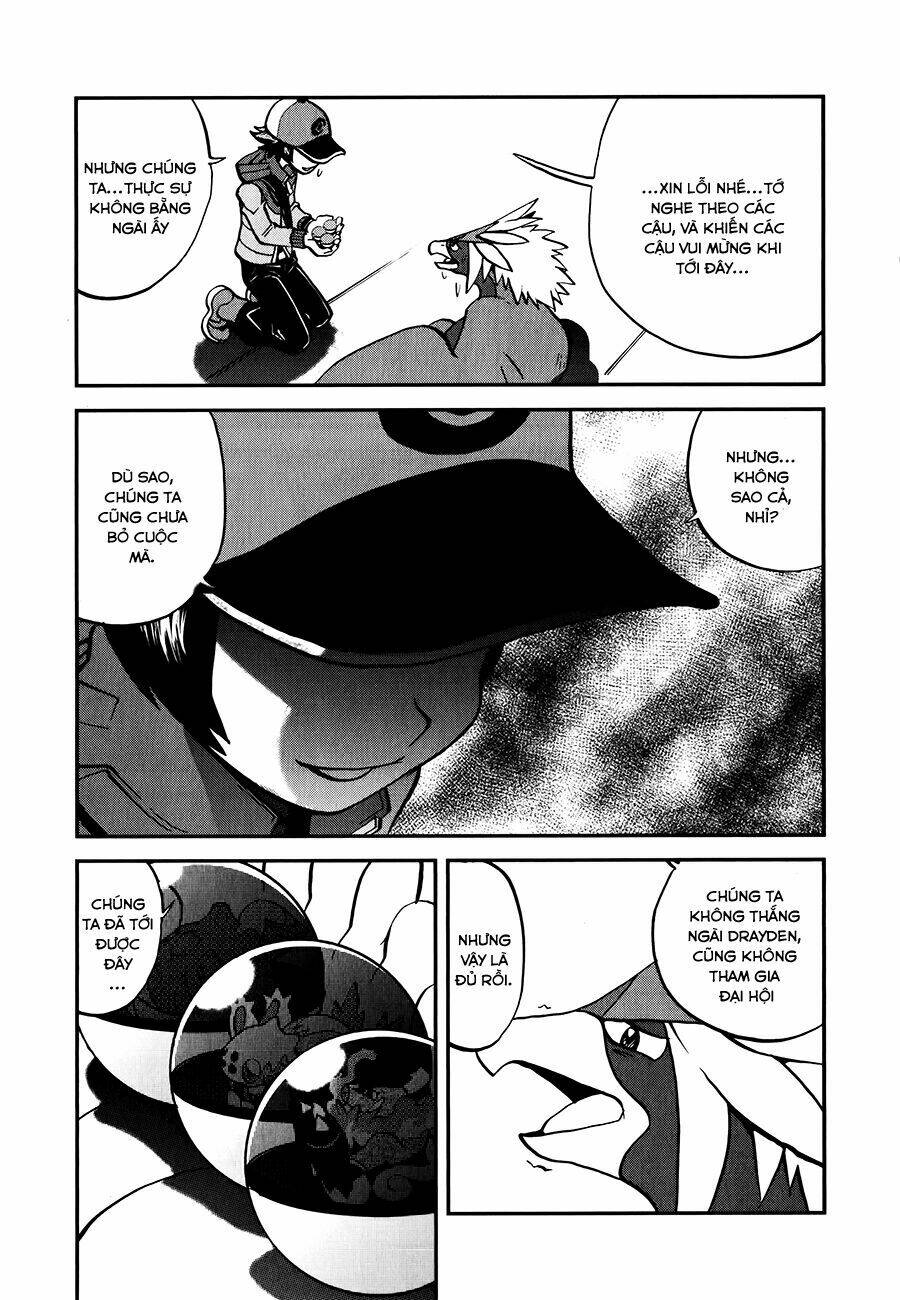 …XIN LỖI NHÉ…TỚ
NGHE THEO CÁC
CẬU, VÀ KHIẾN CÁC
CẬU VUI MỪNG KHI
TỚI ĐÂY…
NHƯNG CHÚNG
TA…THỰC SỰ
KHÔNG BẰNG
NGÀI ẤY
NHƯNG…
KHÔNG
SAO CẢ,
NHỈ?
DÙ SAO,
CHÚNG TA
CŨNG CHƯA
BỎ CUỘC
MÀ.
CHÚNG TA
KHÔNG THẮNG
NGÀI DRAYDEN,
CŨNG KHÔNG
THAM GIA
ĐẠI HỘI
NHƯNG
VẬY LÀ
ĐỦ RỒI.
CHÚNG
TA ĐÃ TỚI
ĐƯỢC
ĐÂY
…